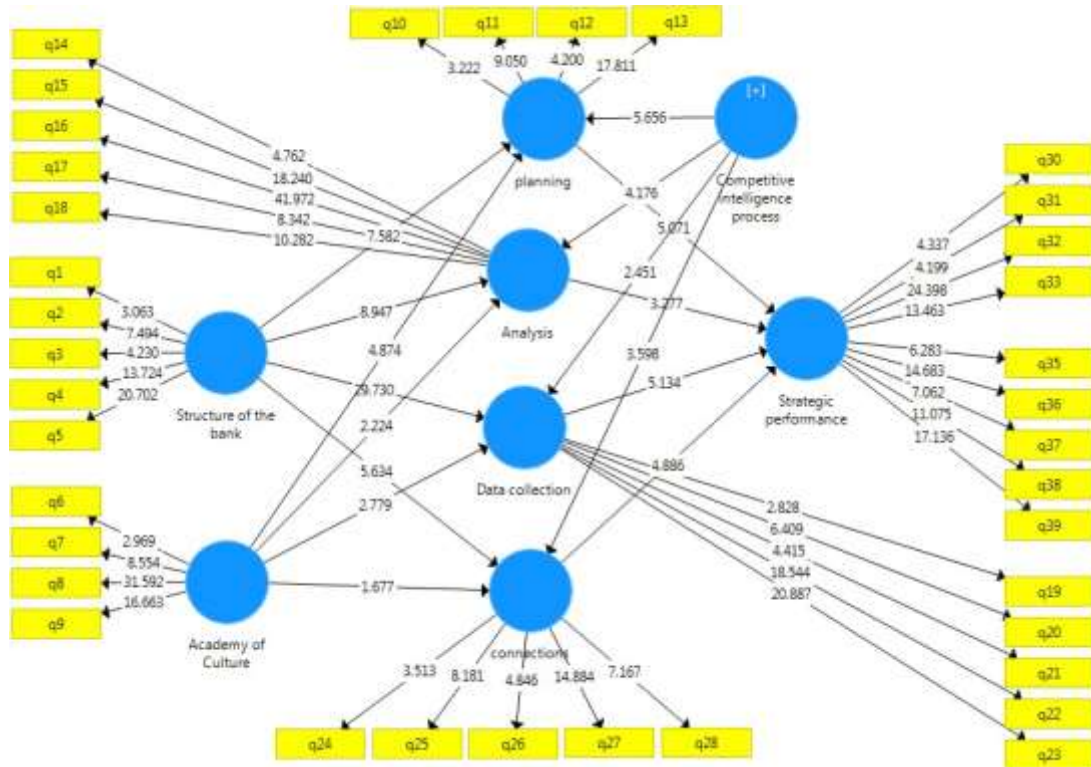 q10
q11
q12
q13
3.222
9.050
4.200
17.811
q14
q15
q16
q17
q18
4.762
18.240
41.972
8.342
10.282
planning
[+]
5.656
Competitive
intelligence
process
4.176
5.071
2.451
3.598
7.582
8.947
29.730
5.634
4.874
2.224
2.779
1.677
Analysis
3.277
q1
q2
q3
q4
q5
3.063
7.494
4.230
13.724
20.702
Structure of the
bank
q6
q7
q8
q9
2.969
8.554
31.592
16.663
Academy of
Culture
Data collection
5.134
4.886
connections
3.513
8.181
4.846
14.884
7.167
q24
q25
q26
q27
q28
Strategic
performance
4.337
4.199
24.398
13.463
6.283
14.683
7.062
11.075
17.136
q30
q31
q32
q33
q35
q36
q37
q38
q39
2.828
6.409
4.415
18.544
20.887
q19
q20
q21
q22
q23